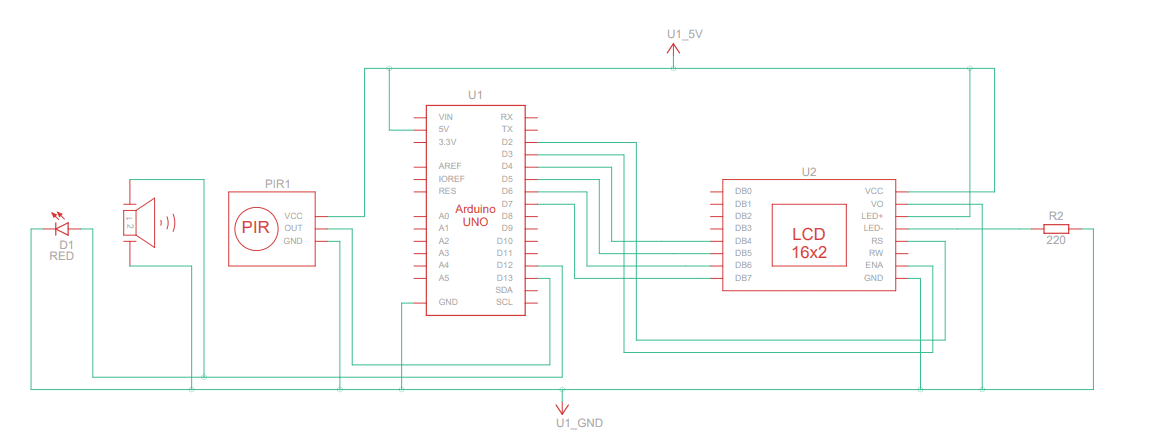 U1_5V
U1
VIN
5V
3.3V
AREF
IOREF
RES
A0
A1
A2
A3
A4
A5
GND
Arduino
UNO
RX
TX
D2
D3
D4
D5
D6
D7
D8
D9
D10
D11
D12
D13
SDA
SCL
D1
RED
1
2
PIR1
PIR
VCC
OUT
GND
U2
DB0
DB1
DB2
DB3
DB4
DB5
DB6
DB7
LCD
16x2
VCC
VO
LED+
LED-
RS
RW
ENA
GND
R2
220
U1_GND